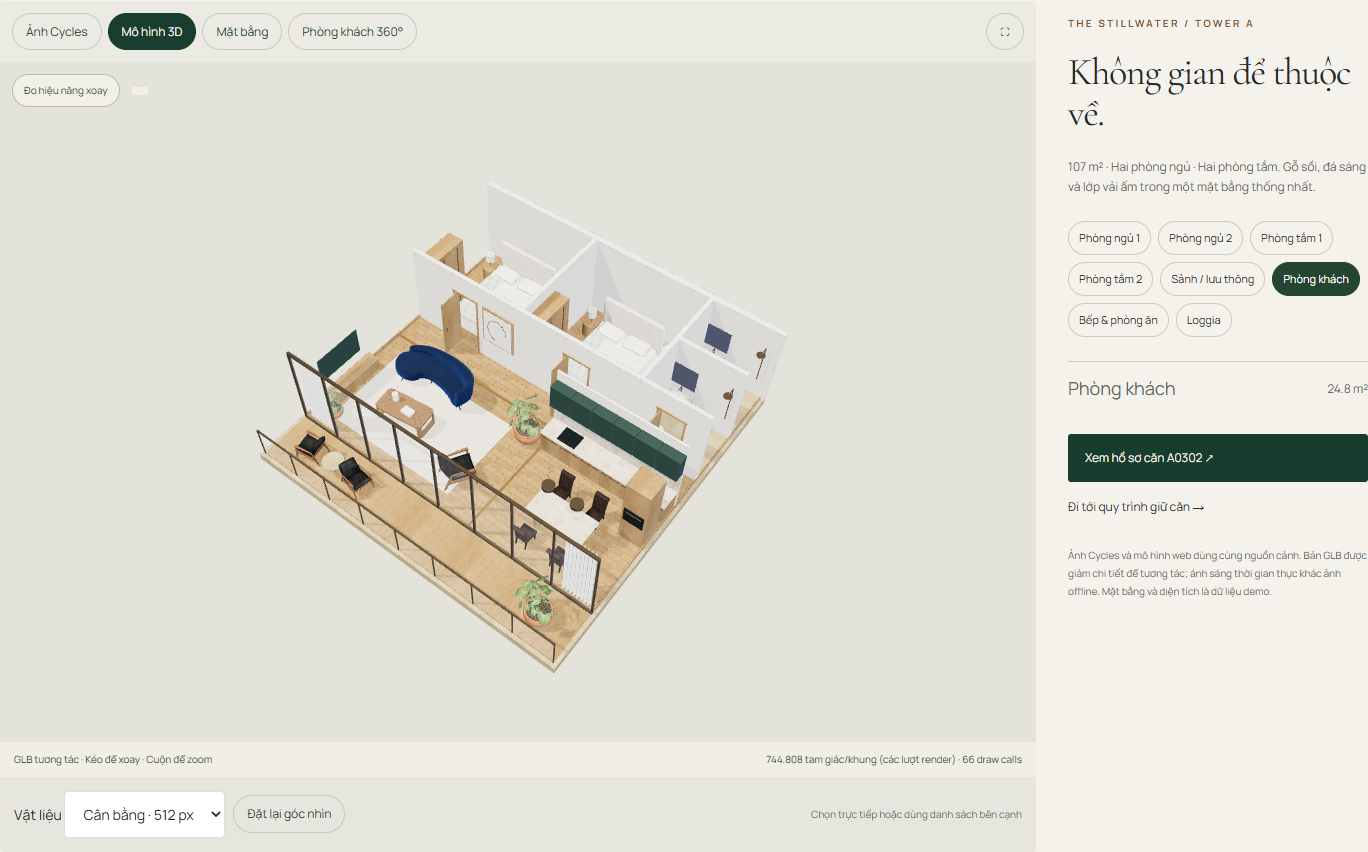 Ảnh Cycles
Mô hình 3D
Mặt bằng
Phòng khách 360°
Đo hiệu năng xoay
GLB tương tác · Kéo để xoay · Cuộn để zoom
744.808 tam giác/khung (các lượt render) · 66 draw calls
Vật liệu
Cân bằng · 512 px
Đặt lại góc nhìn
Chọn trực tiếp hoặc dùng danh sách bên cạnh
THE STILLWATER / TOWER A
Không gian để thuộc
về.
107 m² · Hai phòng ngủ · Hai phòng tắm. Gỗ sồi, đá sáng
và lớp vải ấm trong một mặt bằng thống nhất.
Phòng ngủ 1
Phòng ngủ 2
Phòng tắm 1
Phòng tắm 2
Sảnh / lưu thông
Phòng khách
Bếp & phòng ăn
Loggia
Phòng khách
24.8 m²
Xem hồ sơ căn A0302 ↗
Đi tới quy trình giữ căn →
Ảnh Cycles và mô hình web dùng cùng nguồn cảnh. Bản GLB được
giảm chi tiết để tương tác; ánh sáng thời gian thực khác ảnh
offline. Mặt bằng và diện tích là dữ liệu demo.